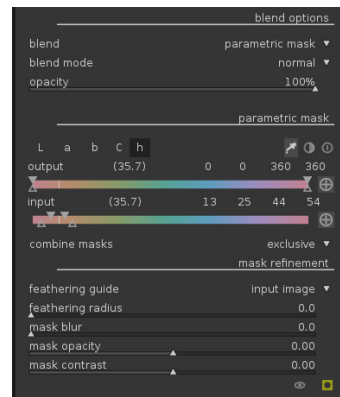 blend options
blend parametric mask
blend mode normal
opacity 100%
parametric mask
L a b C h
output (35.7) 0 0 360 360
input (35.7) 13 25 44 54
combine masks exclusive
mask refinement
feathering guide input image
feathering radius 0.0
mask blur 0.0
mask opacity 0.00
mask contrast 0.00